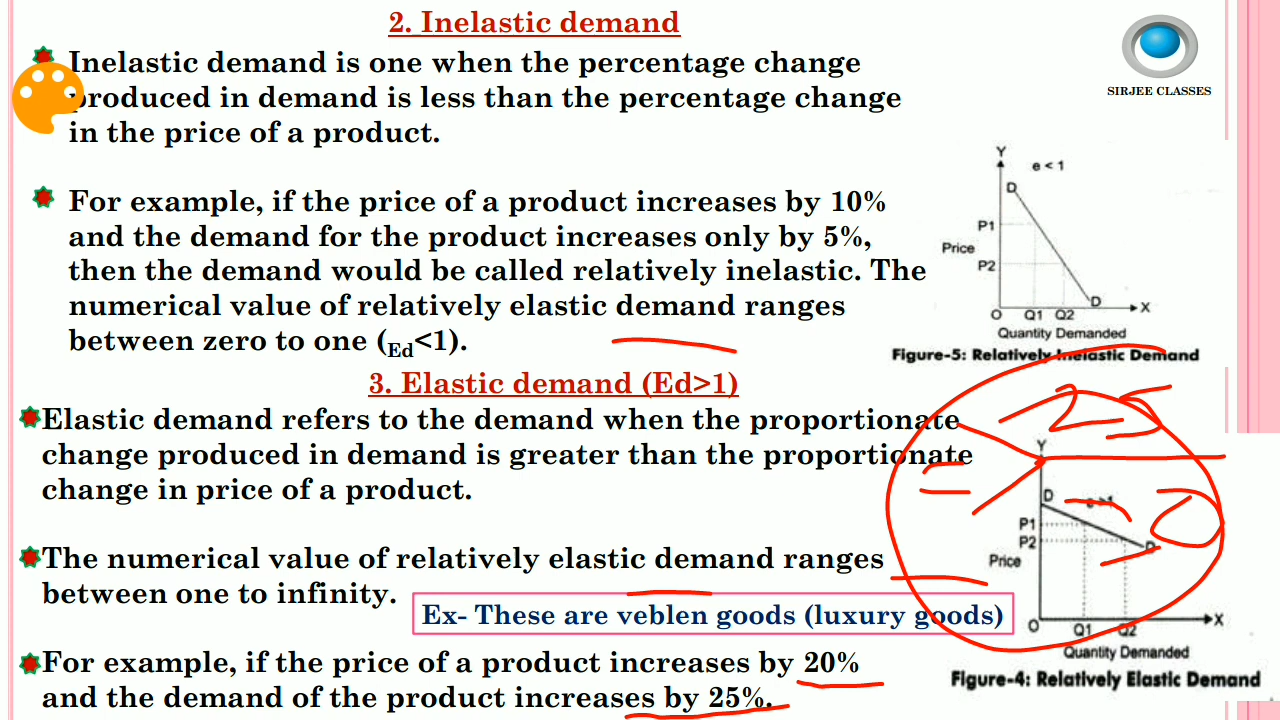 2. Inelastic demand
Inelastic demand is one when the percentage change
produced in demand is less than the percentage change
in the price of a product.
For example, if the price of a product increases by 10%
and the demand for the product increases only by 5%,
then the demand would be called relatively inelastic. The
numerical value of relatively elastic demand ranges
between zero to one (Ed<1).
SIRJEE CLASSES
Y
e < 1
D
P1
Price
P2
D
X
O Q1 Q2
Quantity Demanded
Figure-5: Relatively Inelastic Demand
3. Elastic demand (Ed>1)
Elastic demand refers to the demand when the proportionate
change produced in demand is greater than the proportionate
change in price of a product.
The numerical value of relatively elastic demand ranges
between one to infinity.
Ex- These are veblen goods (luxury goods)
For example, if the price of a product increases by 20%
and the demand of the product increases by 25%.
25
Y
D
P1
P2
Price
D
X
O Q1 Q2
Quantity Demanded
Figure-4: Relatively Elastic Demand